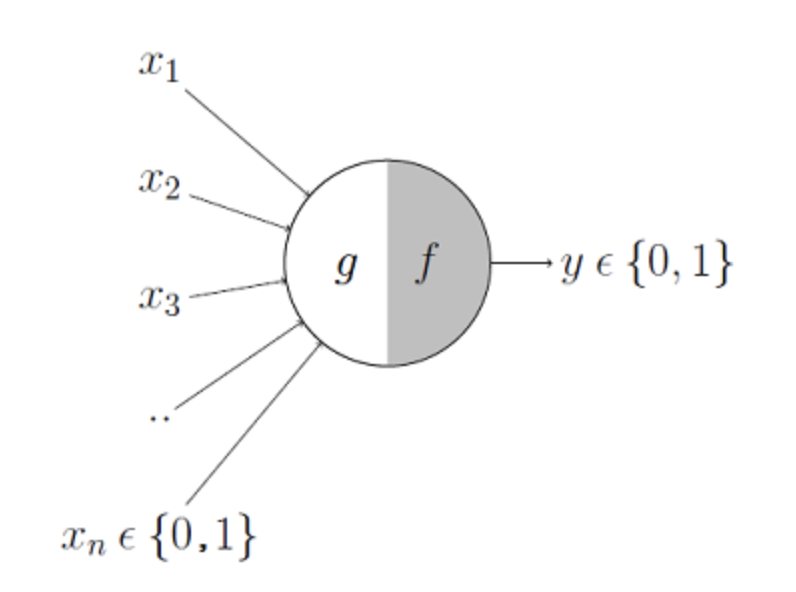 x₁
x₂
g f y ϵ {0, 1}
x₃
..
xₙ ϵ {0,1}